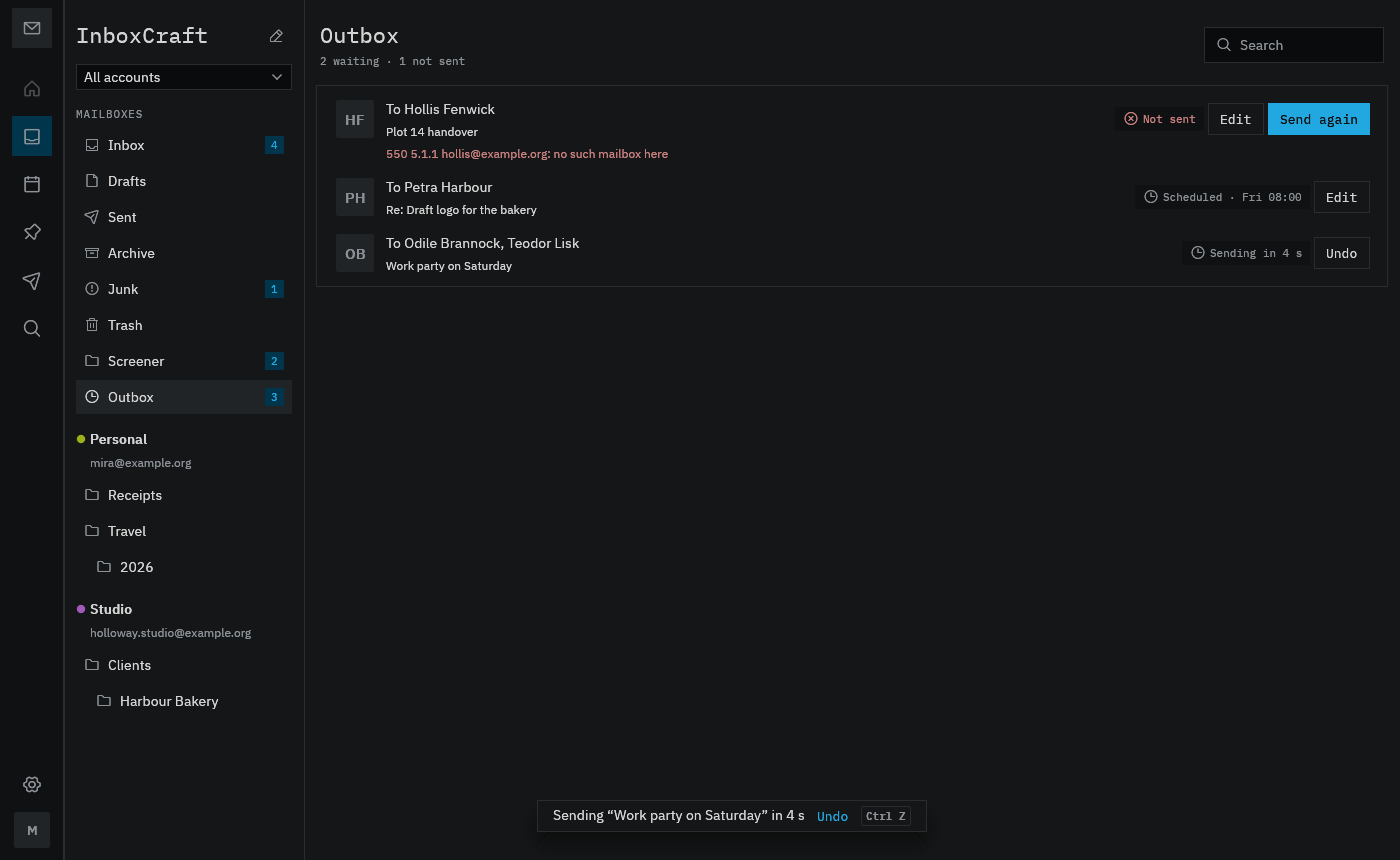 InboxCraft
All accounts
MAILBOXES
Inbox 4
Drafts
Sent
Archive
Junk 1
Trash
Screener 2
Outbox 3
Personal
mira@example.org
Receipts
Travel
2026
Studio
holloway.studio@example.org
Clients
Harbour Bakery
M
Outbox
2 waiting · 1 not sent
Search
HF
To Hollis Fenwick
Plot 14 handover
550 5.1.1 hollis@example.org: no such mailbox here
Not sent
Edit
Send again
PH
To Petra Harbour
Re: Draft logo for the bakery
Scheduled · Fri 08:00
Edit
OB
To Odile Brannock, Teodor Lisk
Work party on Saturday
Sending in 4 s
Undo
Sending “Work party on Saturday” in 4 s Undo Ctrl Z